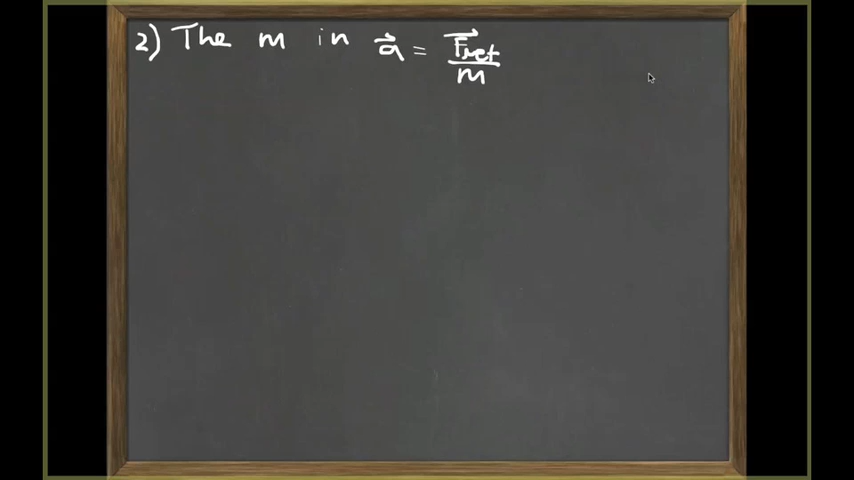 2) The m in a⃗ = F⃗net / m